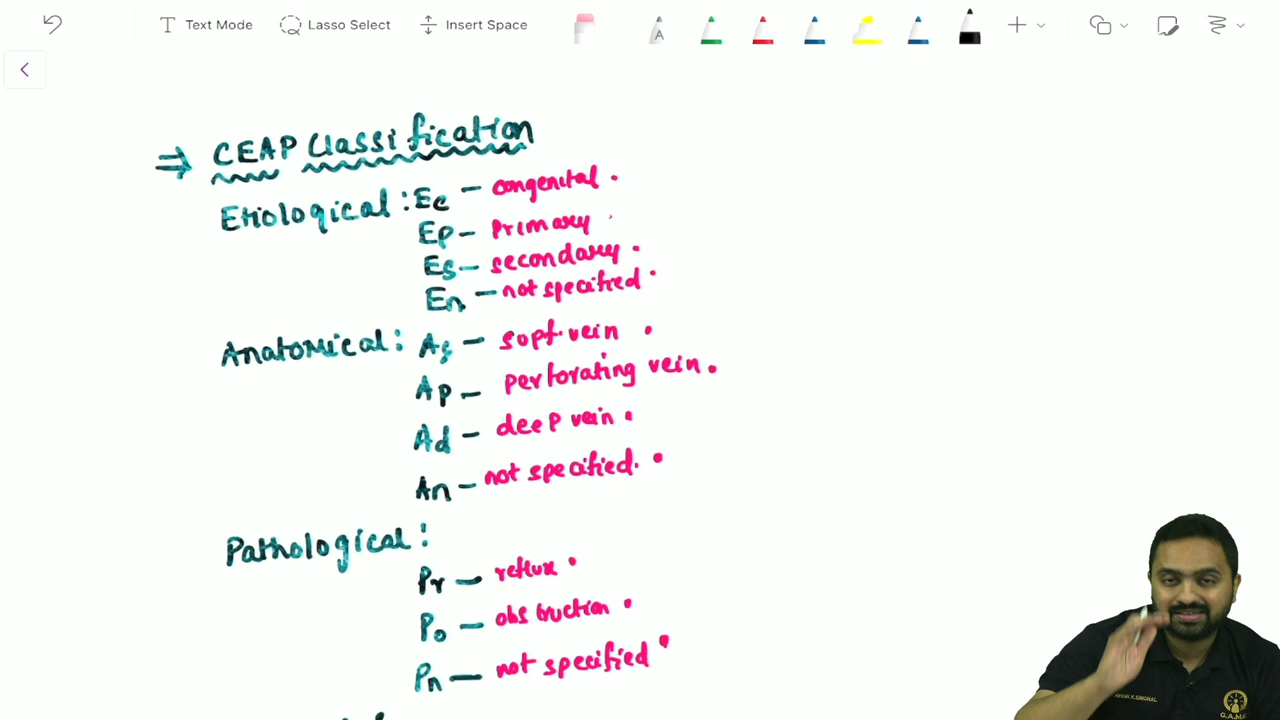 Text Mode Lasso Select Insert Space
A
⇒ CEAP Classification
Etiological : Ec — congenital .
Ep — Primary
Es — secondary .
En — not specified .
Anatomical : As — supf. vein .
Ap — perforating vein .
Ad — deep vein .
An — not specified. .
Pathological :
Pr — reflux .
Po — obstruction .
Pn — not specified .
K.SINGHAL
G.A.M.S